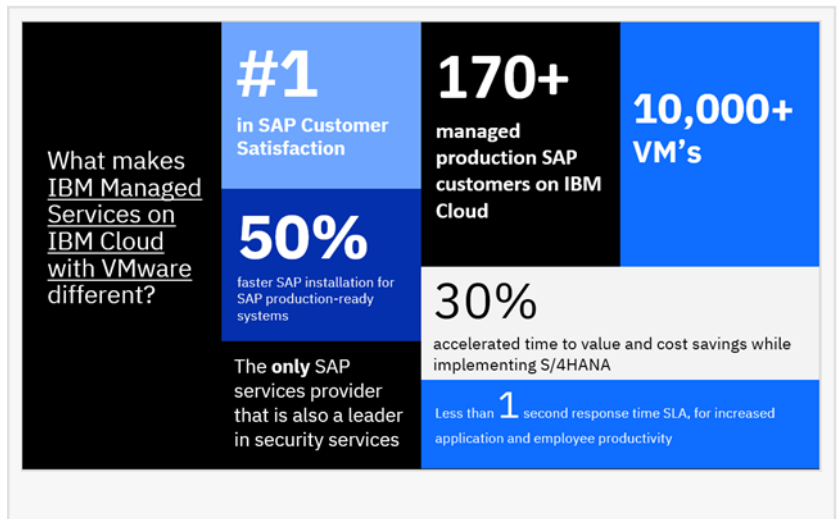 What makes
IBM Managed
Services on
IBM Cloud
with VMware
different?
#1
in SAP Customer
Satisfaction
50%
faster SAP installation for
SAP production-ready
systems
The only SAP
services provider
that is also a leader
in security services
170+
managed
production SAP
customers on IBM
Cloud
10,000+
VM's
30%
accelerated time to value and cost savings while
implementing S/4HANA
Less than 1 second response time SLA, for increased
application and employee productivity